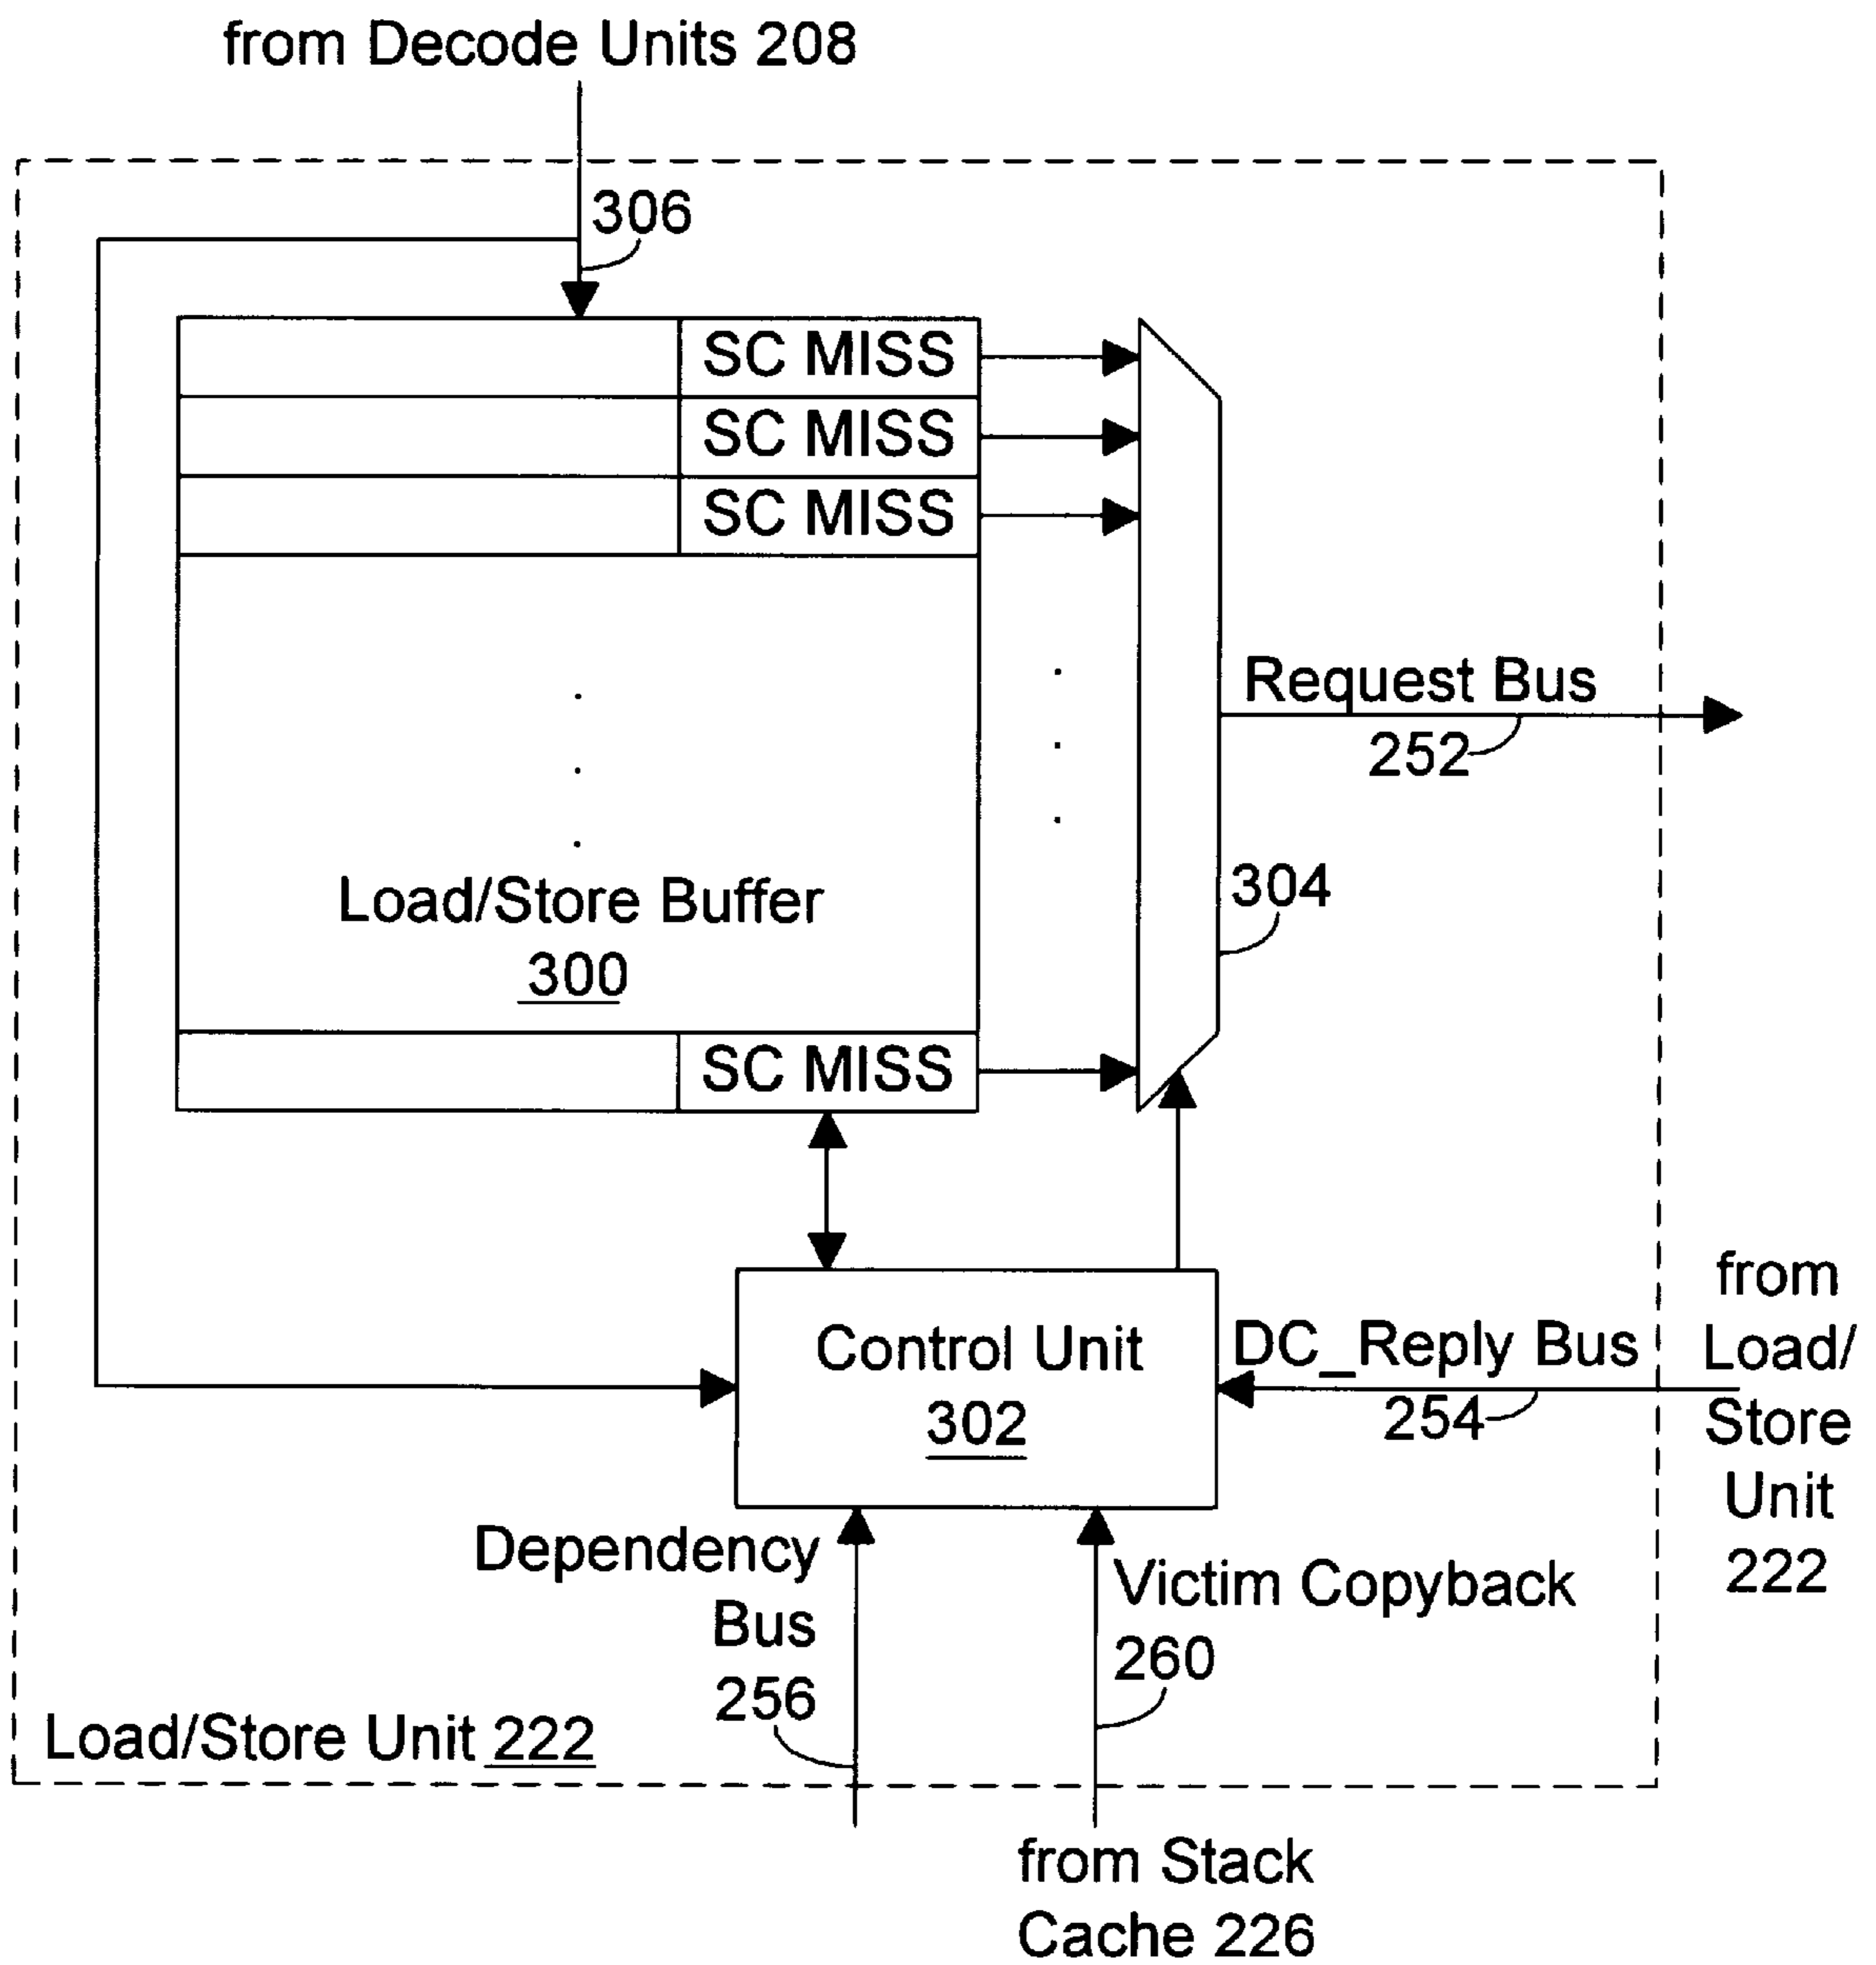 from Decode Units 208
306
SC MISS
SC MISS
SC MISS
Request Bus
252
Load/Store Buffer
300
304
SC MISS
Control Unit
302
DC_Reply Bus
254
from
Load/
Store
Unit
222
Dependency
Bus
256
Victim Copyback
260
Load/Store Unit 222
from Stack
Cache 226